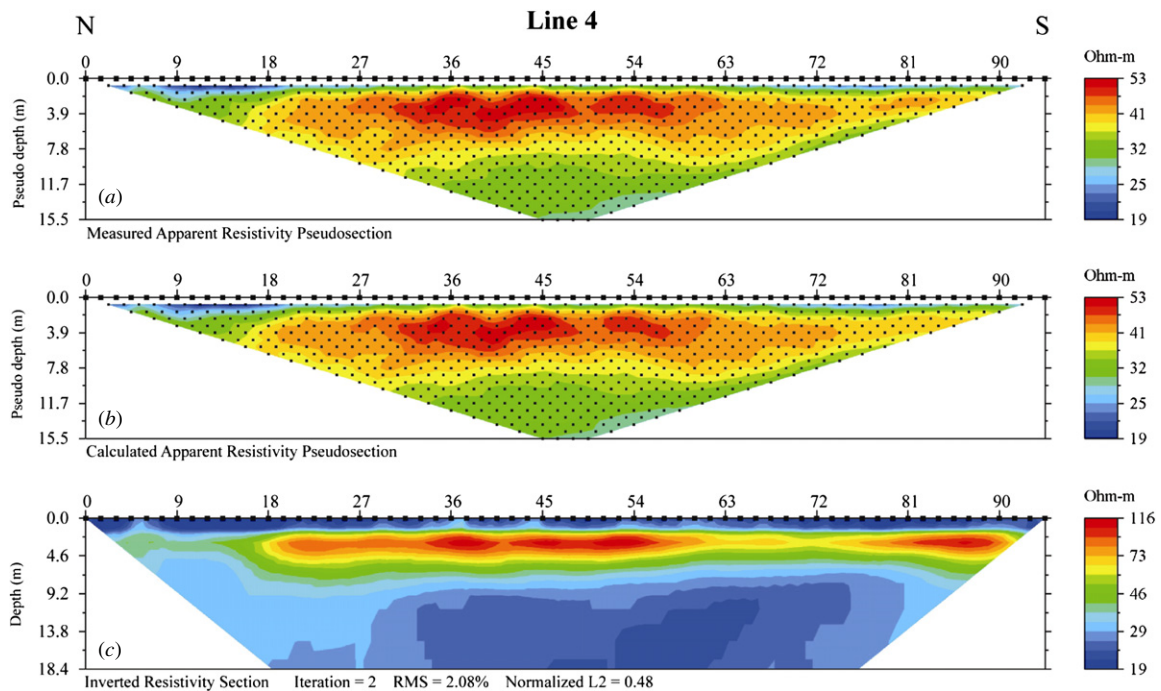 N Line 4 S
Ohm-m
0 9 18 27 36 45 54 63 72 81 90
0.0
3.9
7.8
11.7
15.5
Pseudo depth (m)
(a)
53
41
32
25
19
Measured Apparent Resistivity Pseudosection
Ohm-m
0 9 18 27 36 45 54 63 72 81 90
0.0
3.9
7.8
11.7
15.5
Pseudo depth (m)
(b)
53
41
32
25
19
Calculated Apparent Resistivity Pseudosection
Ohm-m
0 9 18 27 36 45 54 63 72 81 90
0.0
4.6
9.2
13.8
18.4
Depth (m)
(c)
116
73
46
29
19
Inverted Resistivity Section Iteration = 2 RMS = 2.08% Normalized L2 = 0.48